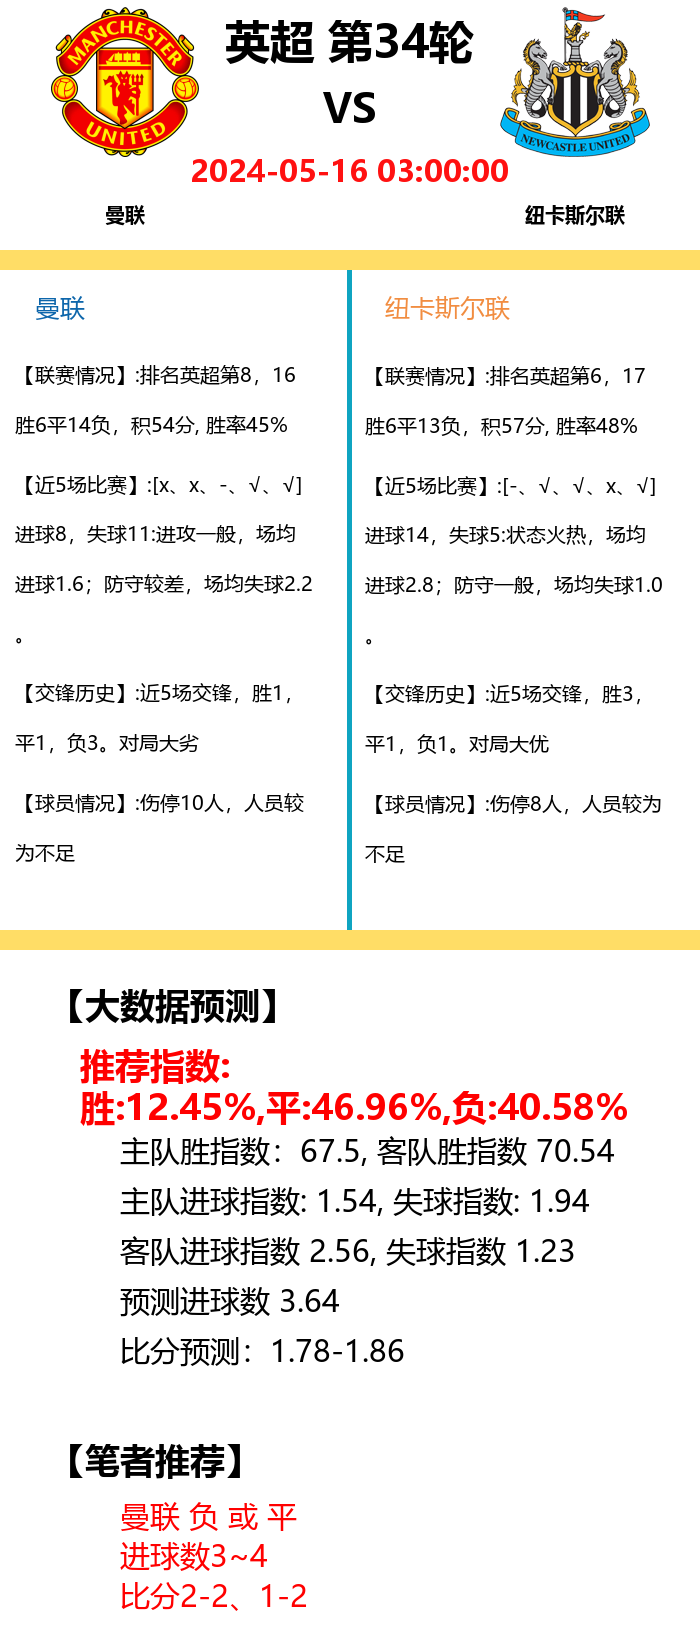 MANCHESTER
UNITED
英超 第34轮
VS
2024-05-16 03:00:00
NEWCASTLE UNITED
曼联
纽卡斯尔联
曼联
【联赛情况】:排名英超第8，16
胜6平14负，积54分, 胜率45%
【近5场比赛】:[x、x、-、√、√]
进球8，失球11:进攻一般，场均
进球1.6；防守较差，场均失球2.2
。
【交锋历史】:近5场交锋，胜1，
平1，负3。对局大劣
【球员情况】:伤停10人，人员较
为不足
纽卡斯尔联
【联赛情况】:排名英超第6，17
胜6平13负，积57分, 胜率48%
【近5场比赛】:[-、√、√、x、√]
进球14，失球5:状态火热，场均
进球2.8；防守一般，场均失球1.0
。
【交锋历史】:近5场交锋，胜3，
平1，负1。对局大优
【球员情况】:伤停8人，人员较为
不足
【大数据预测】
推荐指数:
胜:12.45%,平:46.96%,负:40.58%
主队胜指数：67.5, 客队胜指数 70.54
主队进球指数: 1.54, 失球指数: 1.94
客队进球指数 2.56, 失球指数 1.23
预测进球数 3.64
比分预测：1.78-1.86
【笔者推荐】
曼联 负 或 平
进球数3~4
比分2-2、1-2